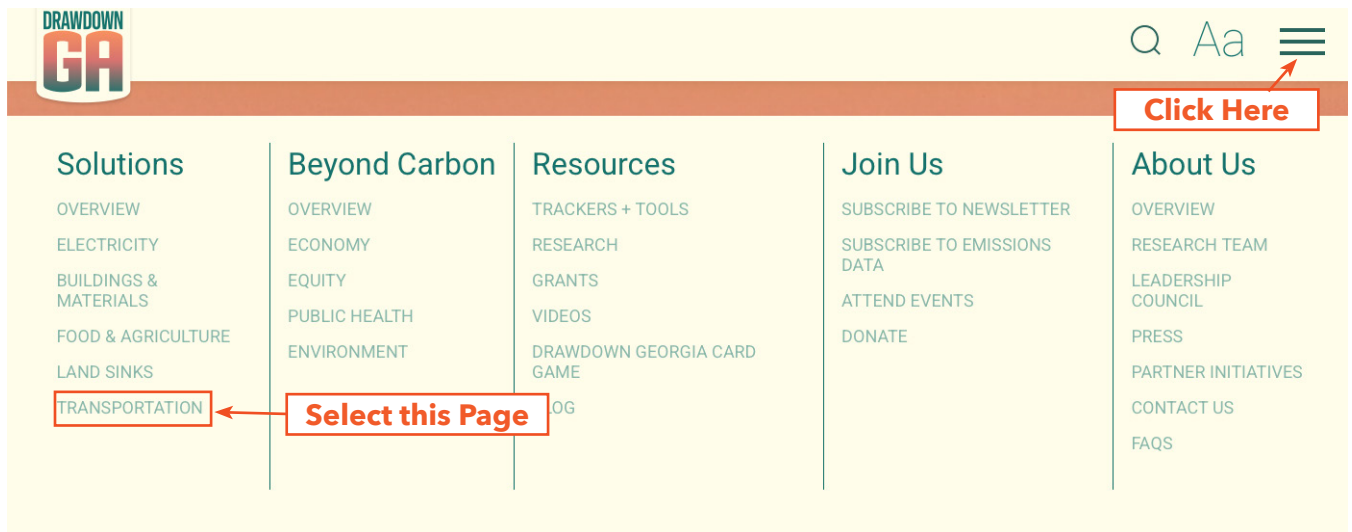 DRAWDOWN
GA
Aa
Click Here
Solutions
OVERVIEW
ELECTRICITY
BUILDINGS &
MATERIALS
FOOD & AGRICULTURE
LAND SINKS
TRANSPORTATION
Beyond Carbon
OVERVIEW
ECONOMY
EQUITY
PUBLIC HEALTH
ENVIRONMENT
Select this Page
Resources
TRACKERS + TOOLS
RESEARCH
GRANTS
VIDEOS
DRAWDOWN GEORGIA CARD
GAME
Join Us
SUBSCRIBE TO NEWSLETTER
SUBSCRIBE TO EMISSIONS
DATA
ATTEND EVENTS
DONATE
About Us
OVERVIEW
RESEARCH TEAM
LEADERSHIP
COUNCIL
PRESS
PARTNER INITIATIVES
CONTACT US
FAQS